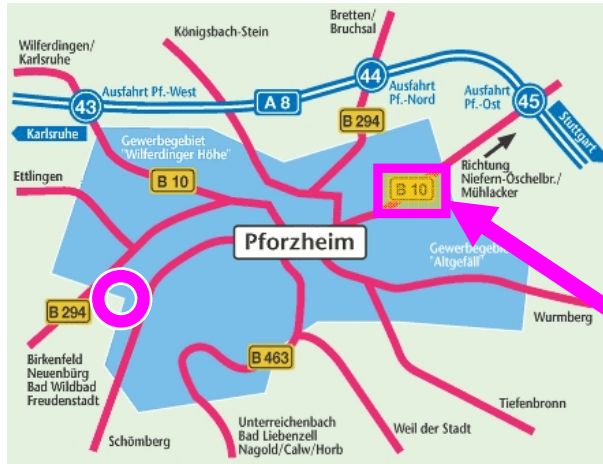 Bretten/
Bruchsal
Königsbach-Stein
Wilferdingen/
Karlsruhe
44
Ausfahrt
Pf.-Nord
Ausfahrt Pf.-West
43
A 8
Ausfahrt
Pf.-Ost
45
B 294
Karlsruhe
Stuttgart
Gewerbegebiet
"Wilferdinger Höhe"
Richtung
Niefern-Öschelbr./
Mühlacker
Ettlingen
B 10
B 10
Pforzheim
Gewerbegebiet
"Altgefäll"
B 294
Wurmberg
Birkenfeld
Neuenbürg
Bad Wildbad
Freudenstadt
B 463
Tiefenbronn
Unterreichenbach
Bad Liebenzell
Nagold/Calw/Horb
Weil der Stadt
Schömberg